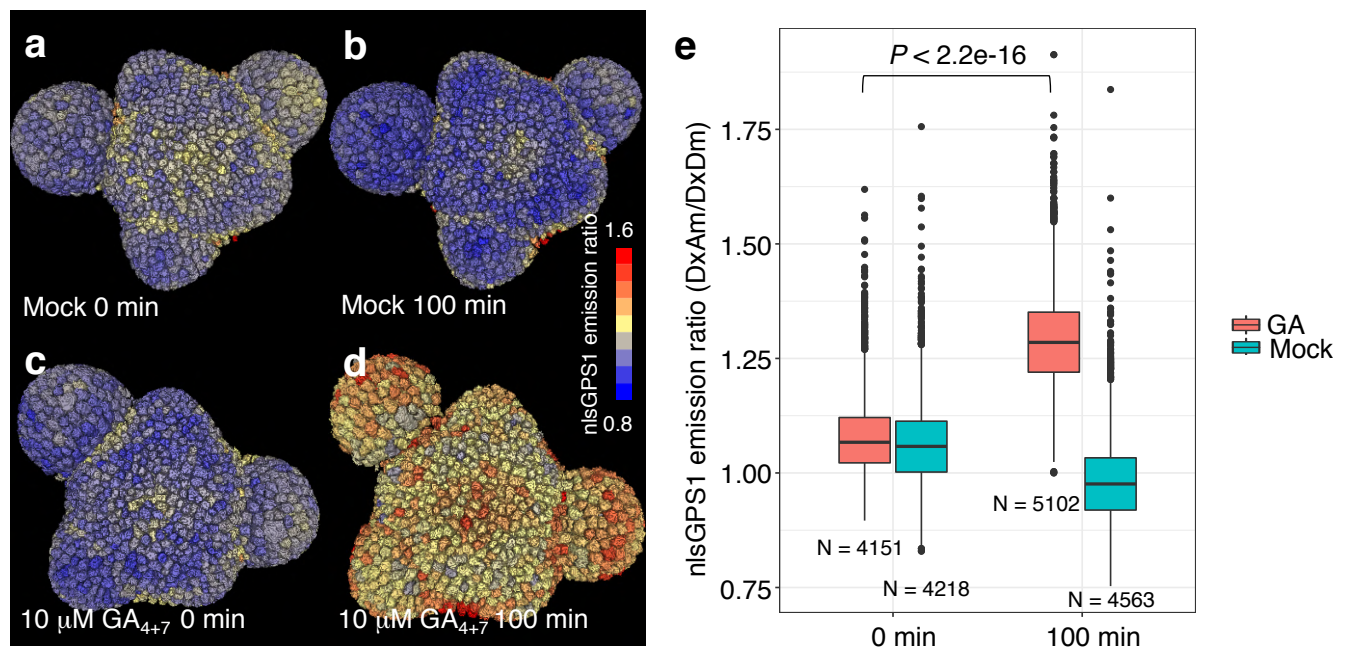 a
b
Mock 0 min
Mock 100 min
nlsGPS1 emission ratio
1.6
0.8
c
d
10 μM GA4+7 0 min
10 μM GA4+7 100 min
e
P < 2.2e-16
nlsGPS1 emission ratio (DxAm/DxDm)
1.75
1.50
1.25
1.00
0.75
N = 4151
N = 4218
N = 5102
N = 4563
0 min
100 min
GA
Mock